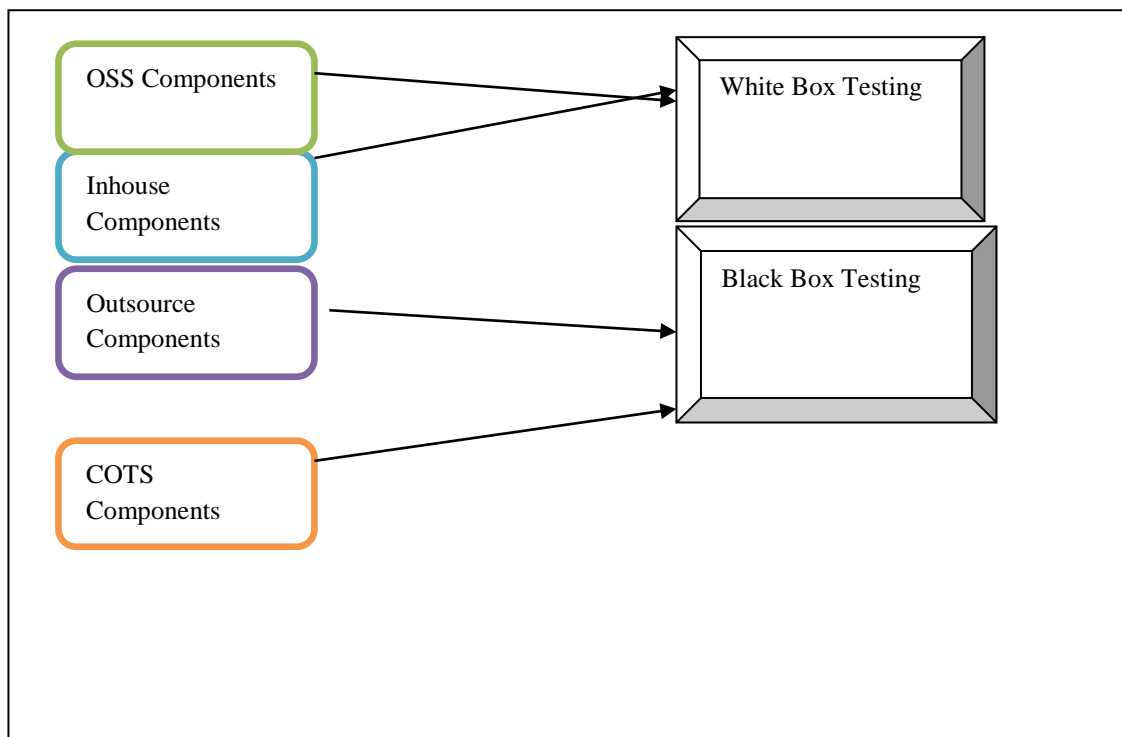 OSS Components
Inhouse
Components
Outsource
Components
COTS
Components
White Box Testing
Black Box Testing